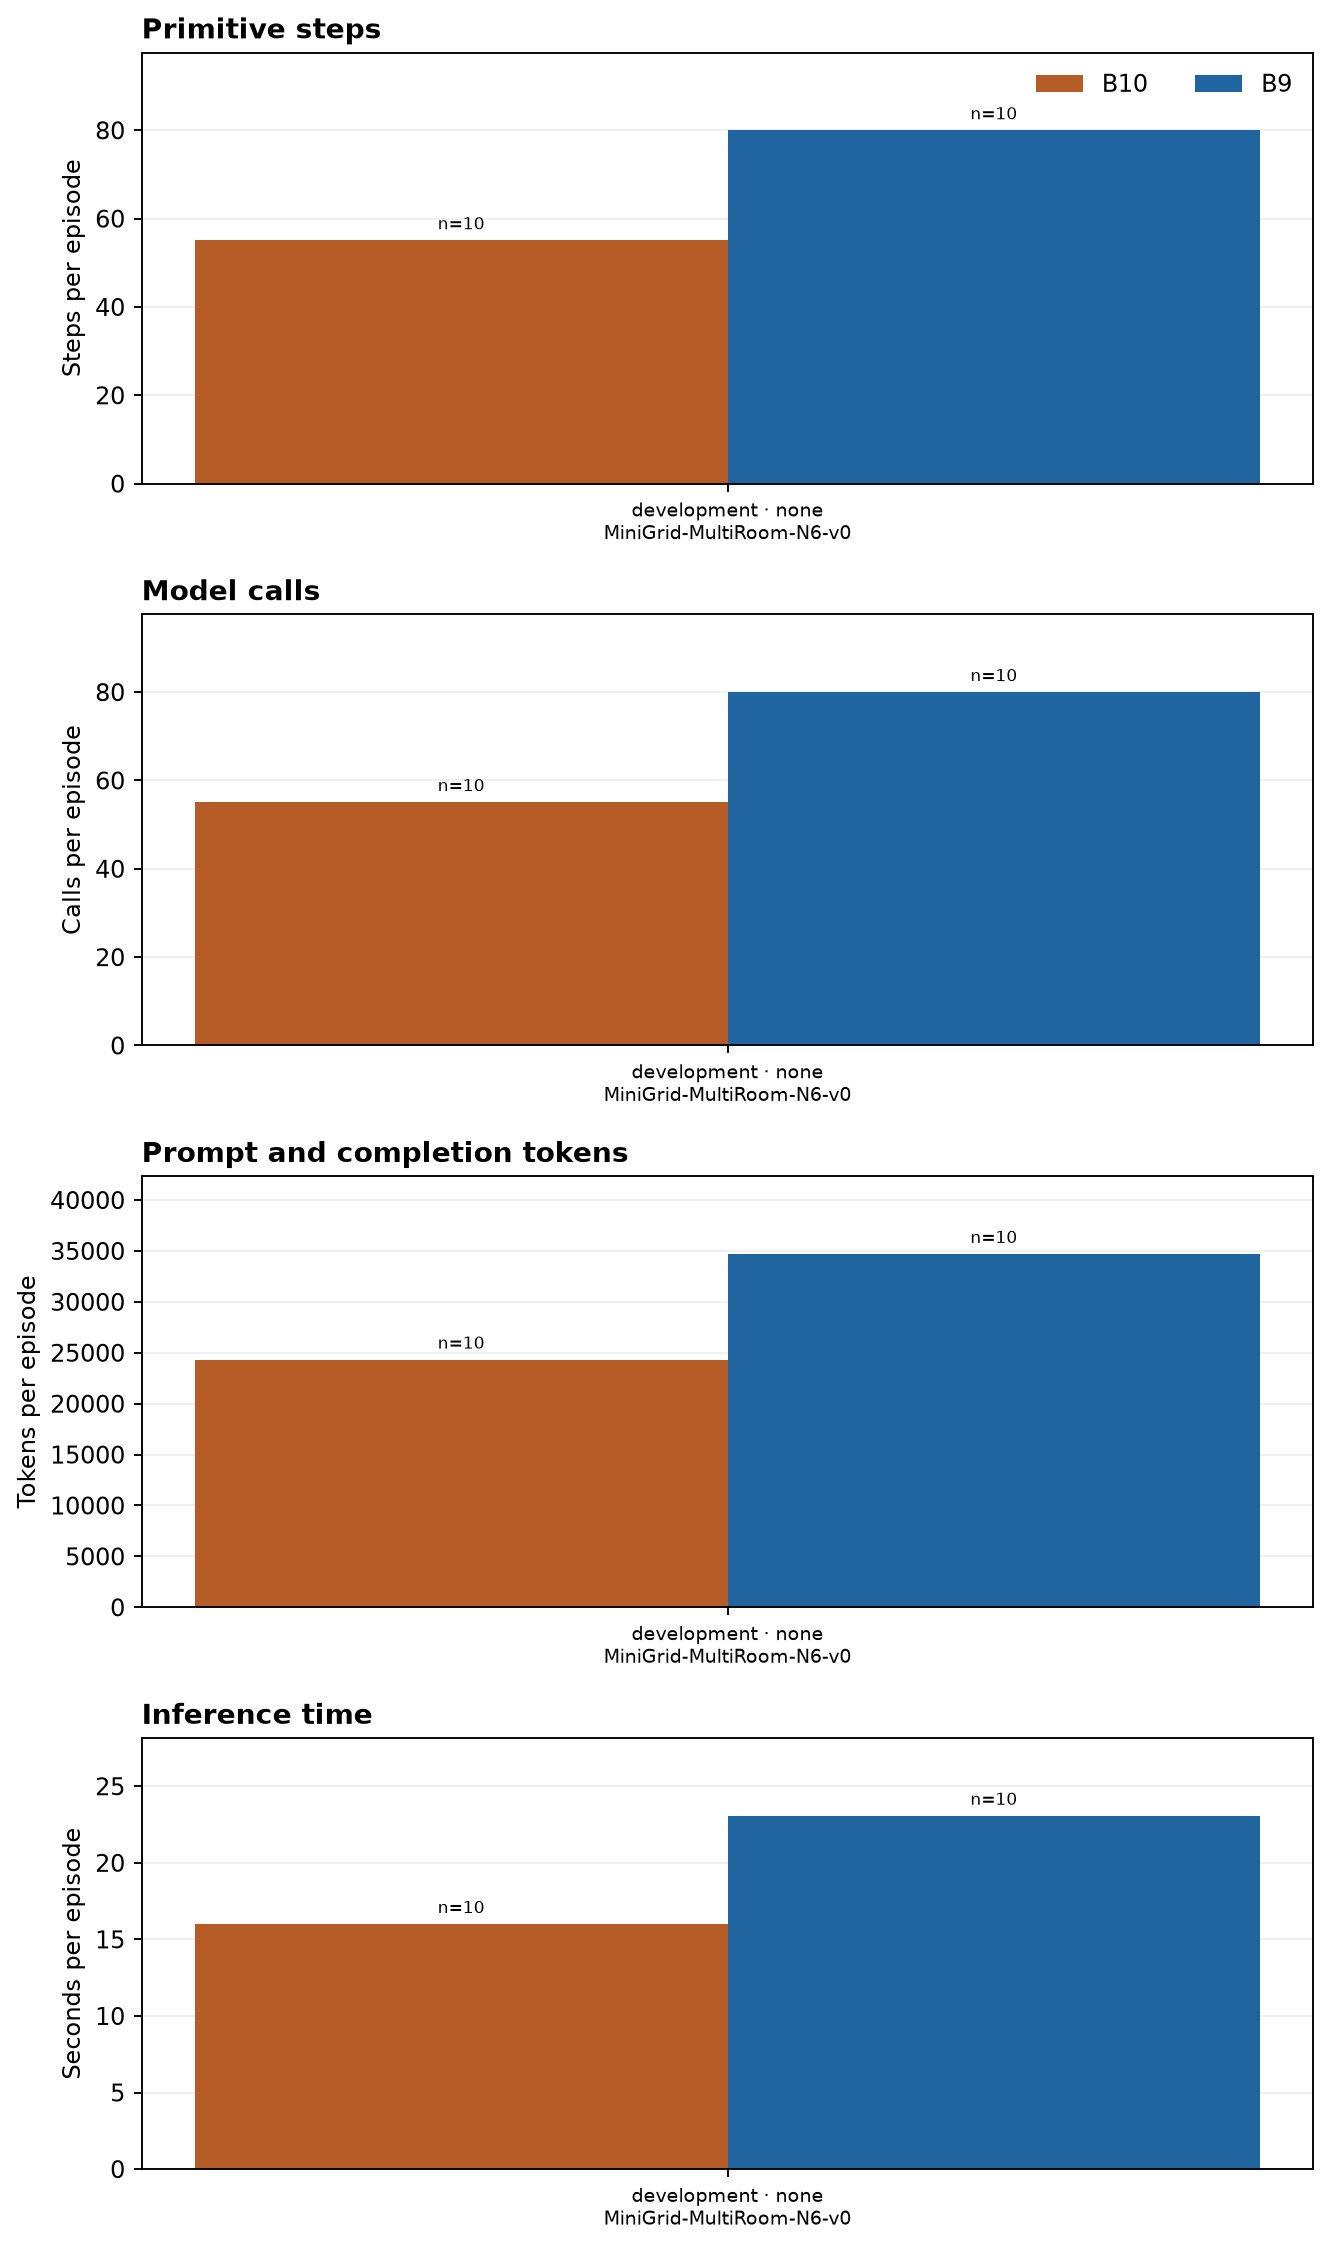 Primitive steps
B10
B9
n=10
n=10
80
60
40
20
0
Steps per episode
development · none
MiniGrid-MultiRoom-N6-v0
Model calls
n=10
n=10
80
60
40
20
0
Calls per episode
development · none
MiniGrid-MultiRoom-N6-v0
Prompt and completion tokens
n=10
n=10
40000
35000
30000
25000
20000
15000
10000
5000
0
Tokens per episode
development · none
MiniGrid-MultiRoom-N6-v0
Inference time
n=10
n=10
25
20
15
10
5
0
Seconds per episode
development · none
MiniGrid-MultiRoom-N6-v0